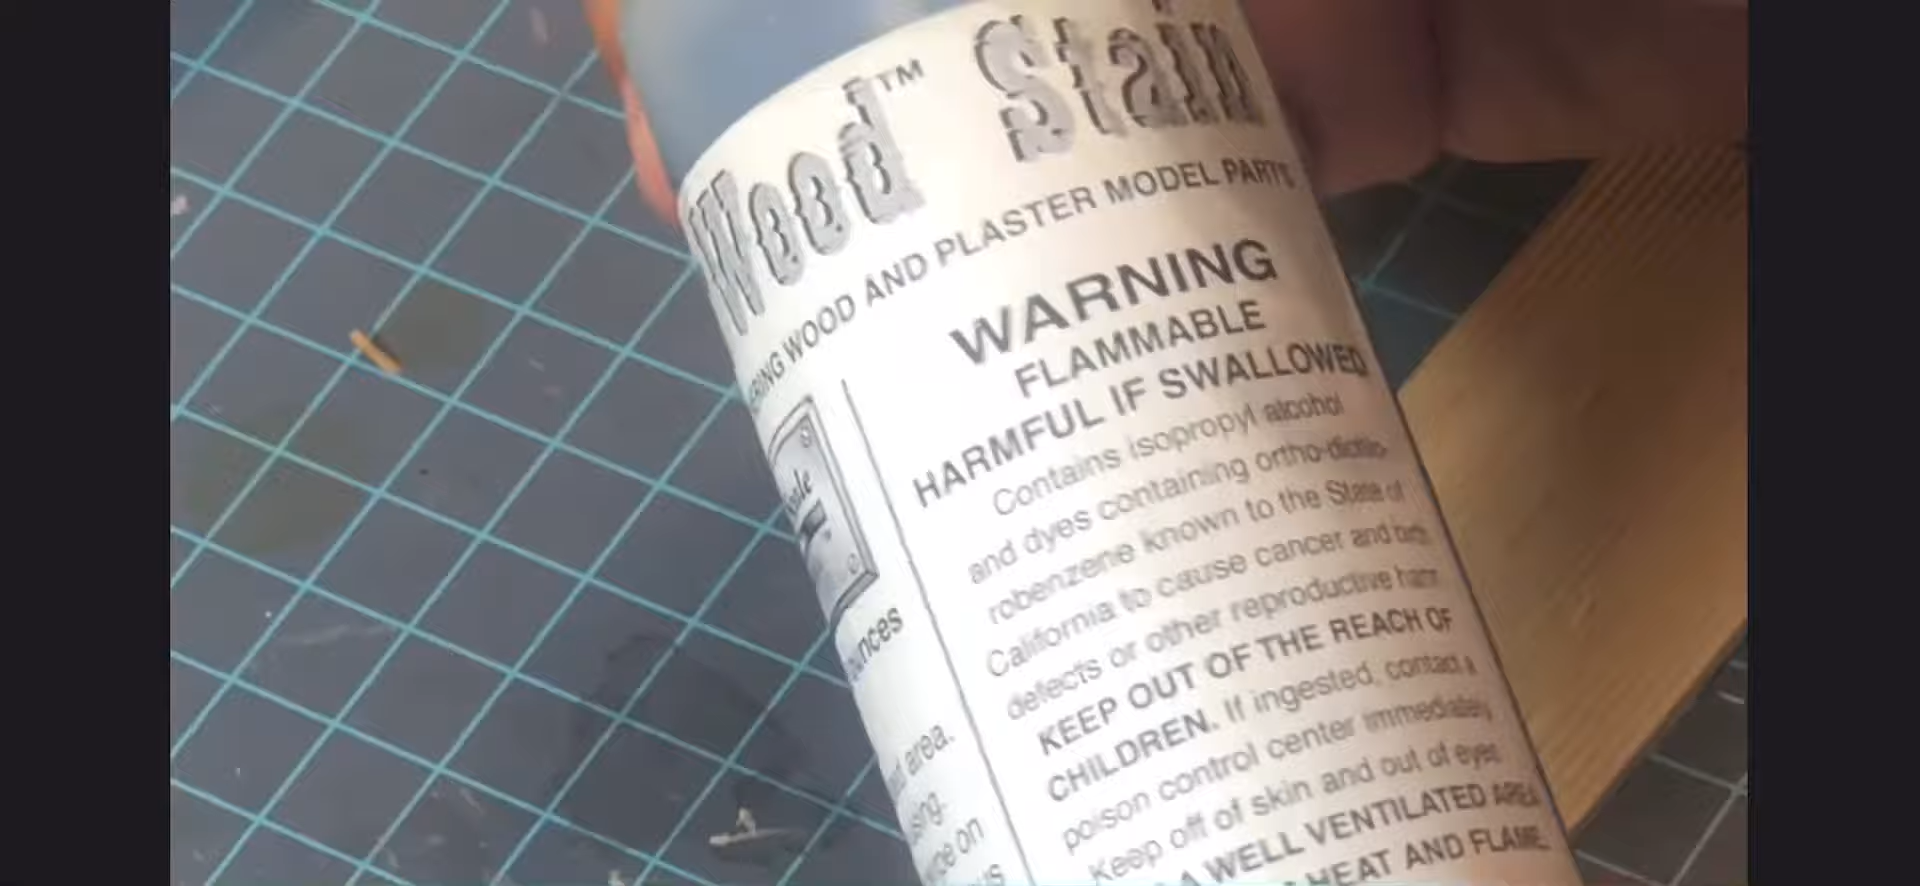 Wood™ Stain
WOOD AND PLASTER MODEL PARTS
WARNING
FLAMMABLE
HARMFUL IF SWALLOWED
Contains isopropyl alcohol
and dyes containing ortho-dichlo-
robenzene known to the State of
California to cause cancer and birth
defects or other reproductive harm
KEEP OUT OF THE REACH OF
CHILDREN. If ingested, contact a
poison control center immediately.
Keep off of skin and out of eyes.
A WELL VENTILATED AREA
HEAT AND FLAME
area.
on